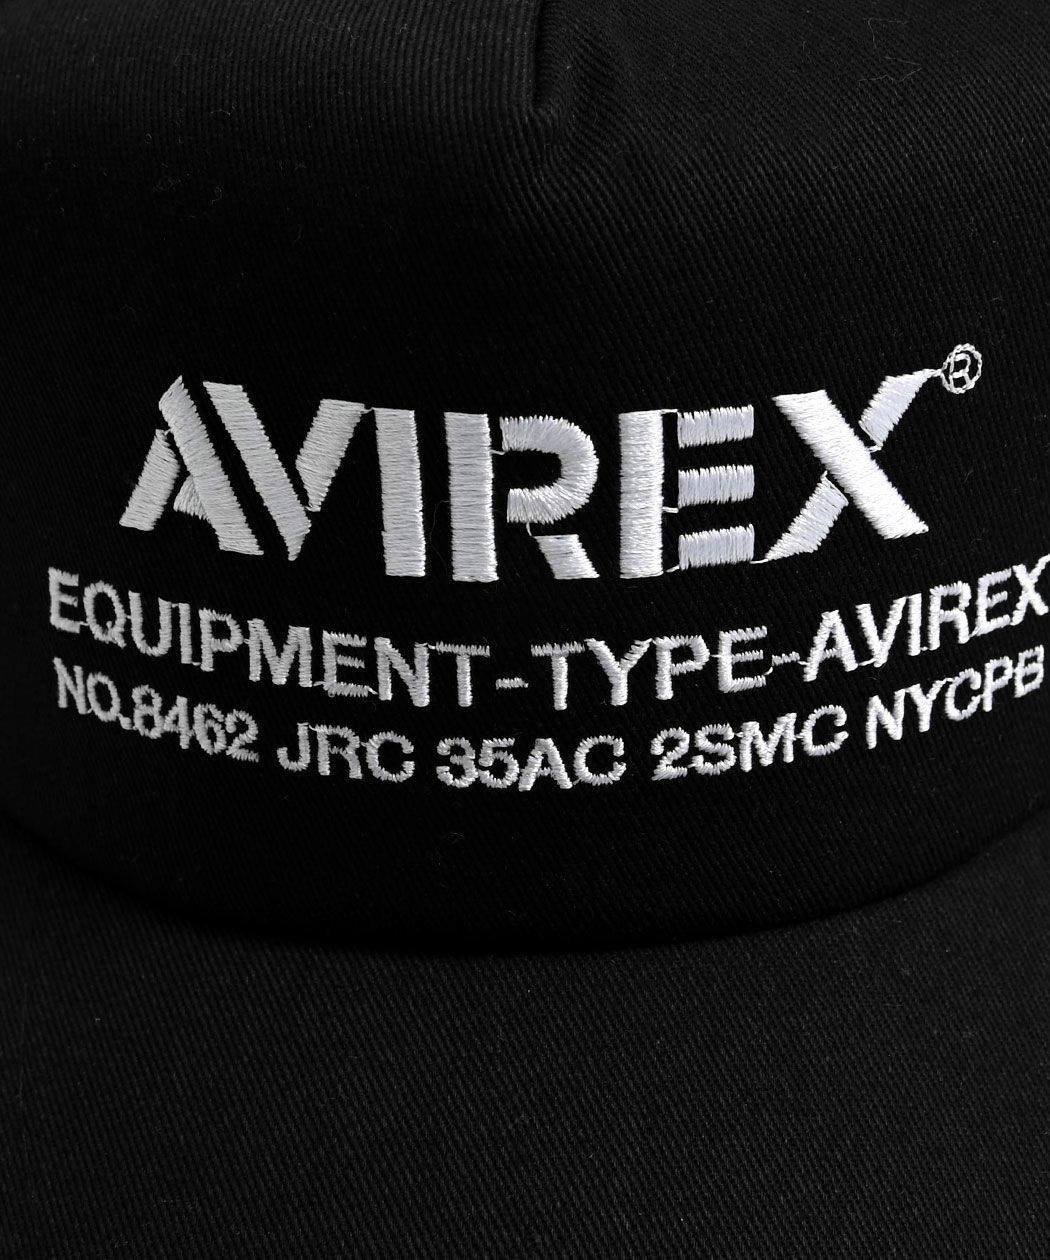 AVIREX®
EQUIPMENT-TYPE-AVIREX
NO.8462 JRC 35AC 2SMC NYCPB